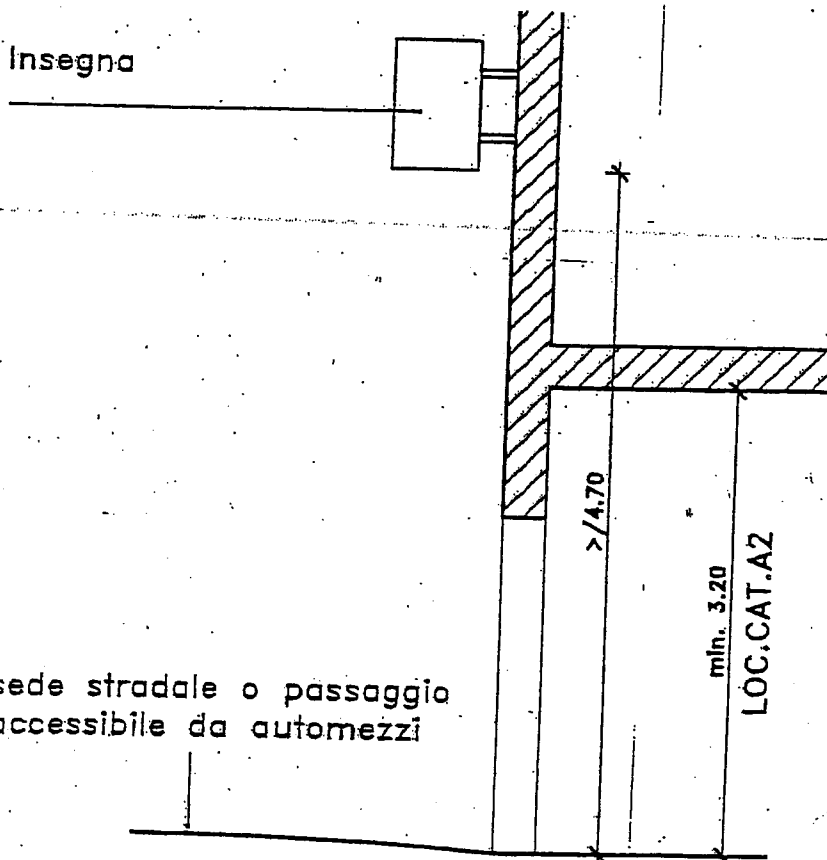 Insegna
>/4.70
min. 3.20
LOC.CAT.A2
sede stradale o passaggio
accessibile da automezzi